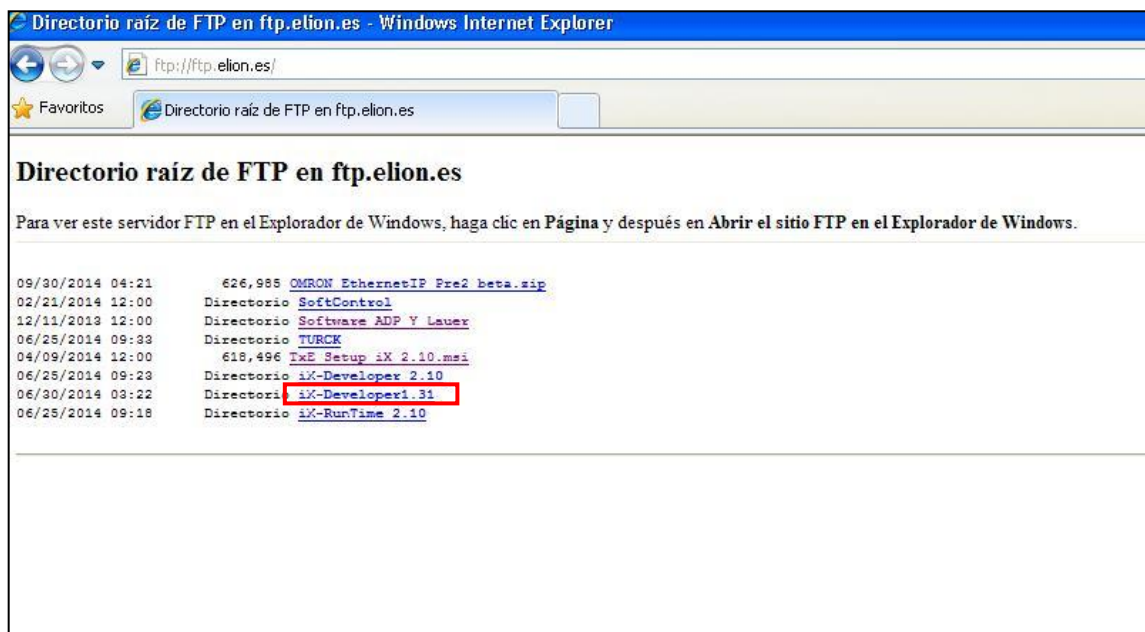 Directorio raíz de FTP en ftp.elion.es - Windows Internet Explorer
ftp://ftp.elion.es/
Favoritos
Directorio raíz de FTP en ftp.elion.es
Directorio raíz de FTP en ftp.elion.es
Para ver este servidor FTP en el Explorador de Windows, haga clic en Página y después en Abrir el sitio FTP en el Explorador de Windows.
09/30/2014 04:21 626,985 OMRON EthernetIP Pre2 beta.zip
02/21/2014 12:00 Directorio SoftControl
12/11/2013 12:00 Directorio Software ADP Y Lauer
06/25/2014 09:33 Directorio TURCK
04/09/2014 12:00 618,496 TxE Setup iX 2.10.msi
06/25/2014 09:23 Directorio iX-Developer 2.10
06/30/2014 03:22 Directorio iX-Developer1.31
06/25/2014 09:18 Directorio iX-RunTime 2.10